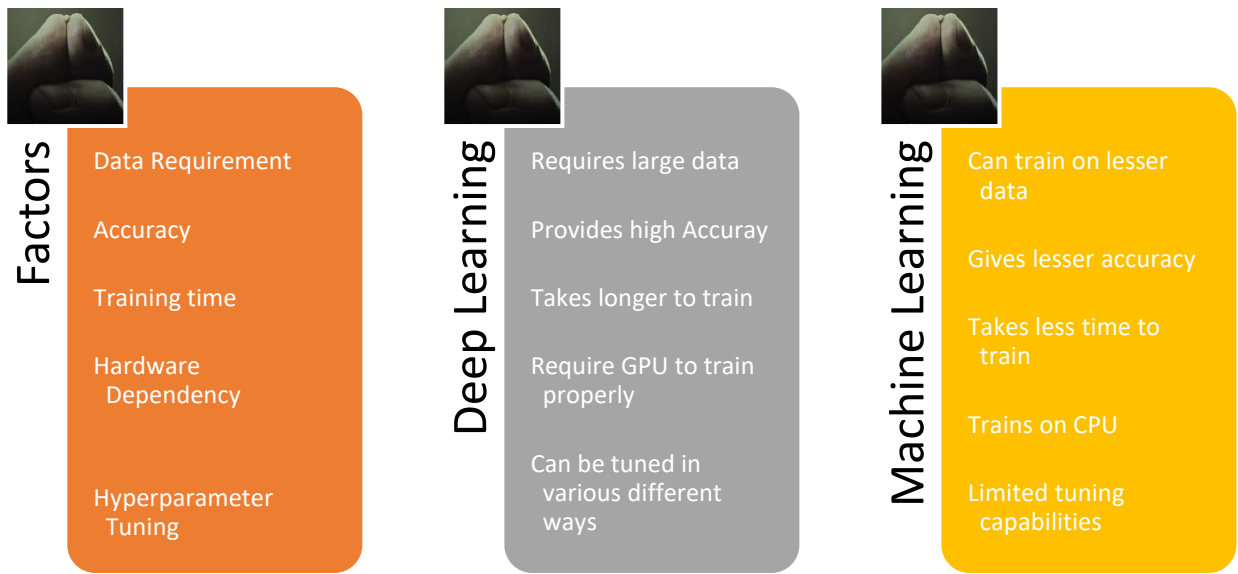 Factors
Data Requirement
Accuracy
Training time
Hardware
Dependency
Hyperparameter
Tuning
Deep Learning
Requires large data
Provides high Accuray
Takes longer to train
Require GPU to train
properly
Can be tuned in
various different
ways
Machine Learning
Can train on lesser
data
Gives lesser accuracy
Takes less time to
train
Trains on CPU
Limited tuning
capabilities